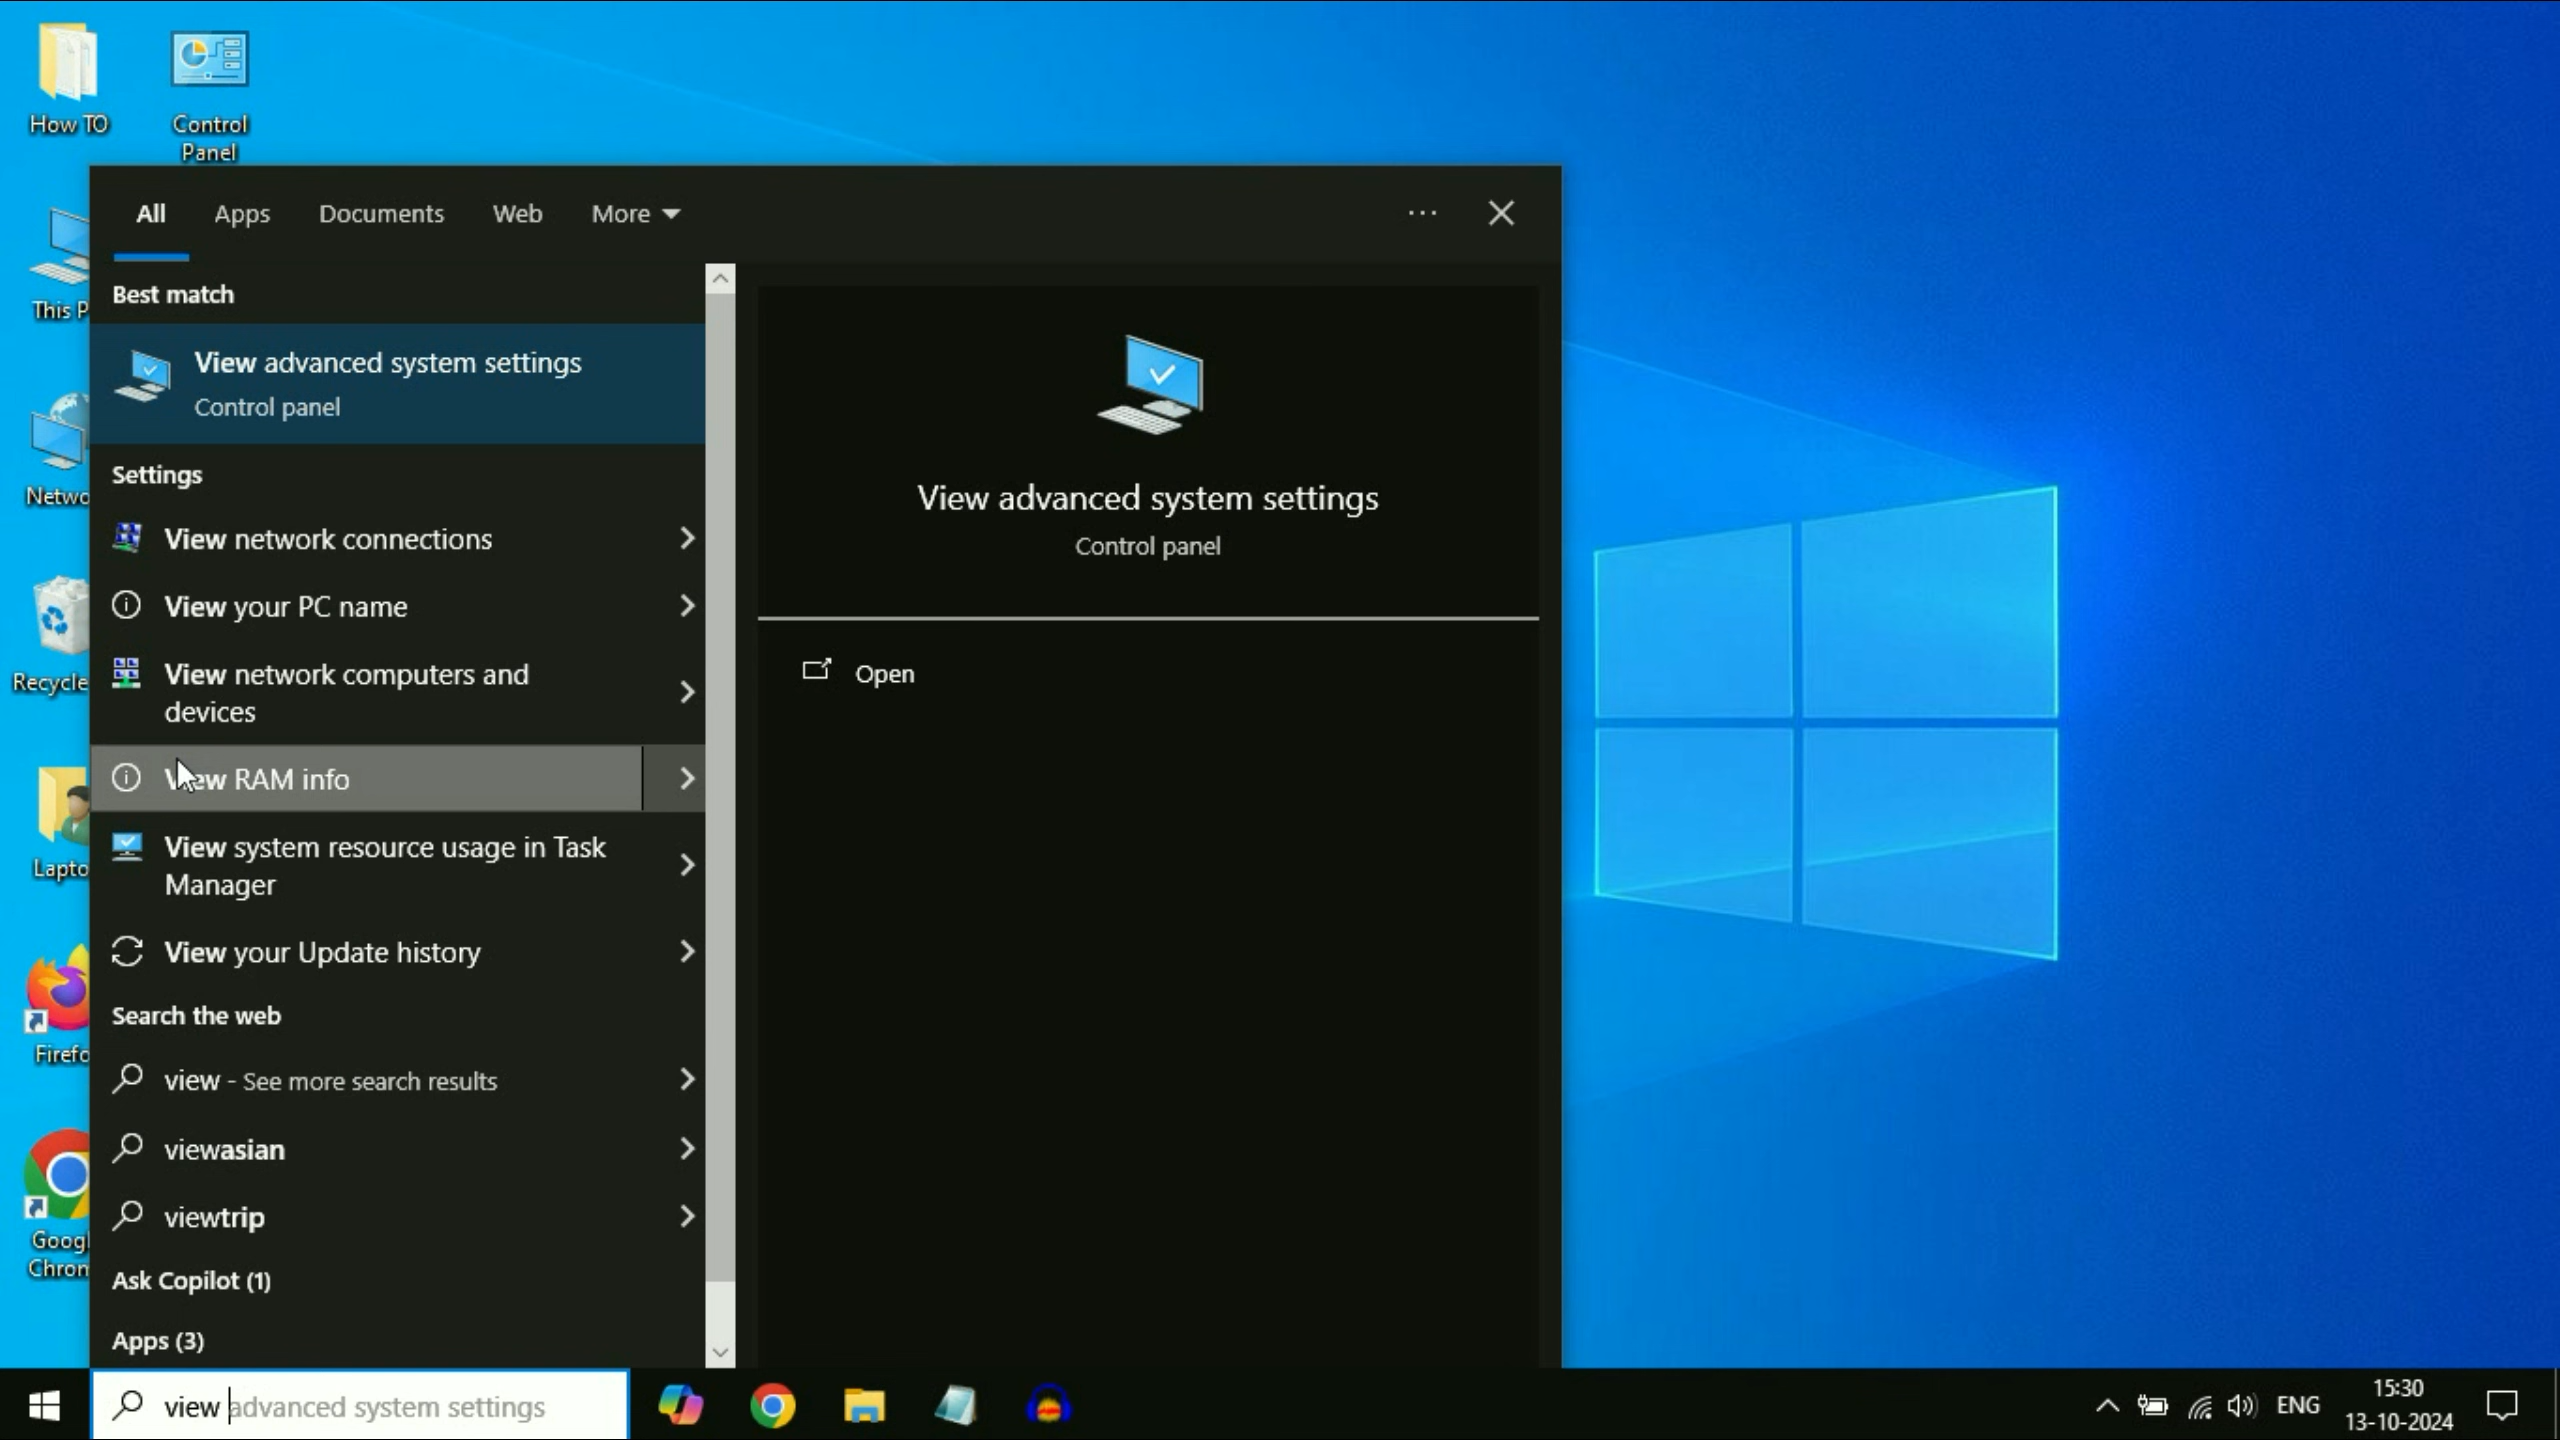 How TO
Control
Panel
All
Apps
Documents
Web
More
Best match
View advanced system settings
Control panel
Settings
View network connections
View your PC name
View network computers and
devices
View RAM info
View system resource usage in Task
Manager
View your Update history
Search the web
view - See more search results
viewasian
viewtrip
Ask Copilot (1)
Apps (3)
View advanced system settings
Control panel
Open
This P
Netwo
Recycle
Lapto
Firefo
Googl
Chrom
view advanced system settings
ENG
15:30
13-10-2024